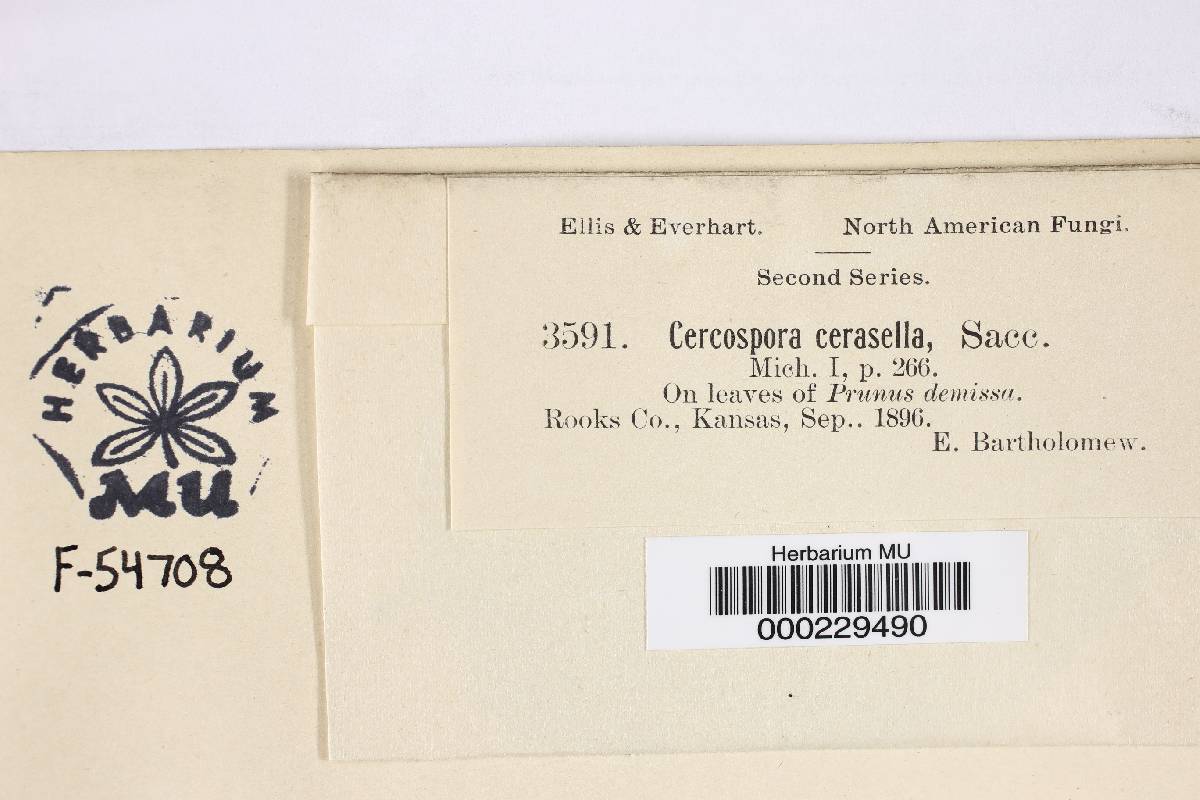 Ellis & Everhart. North American Fungi.
Second Series.
3591. Cercospora cerasella, Sacc.
Mich. I, p. 266.
On leaves of Prunus demissa.
Rooks Co., Kansas, Sep.. 1896.
E. Bartholomew.
HERBARIUM
MU
F-54708
Herbarium MU
000229490